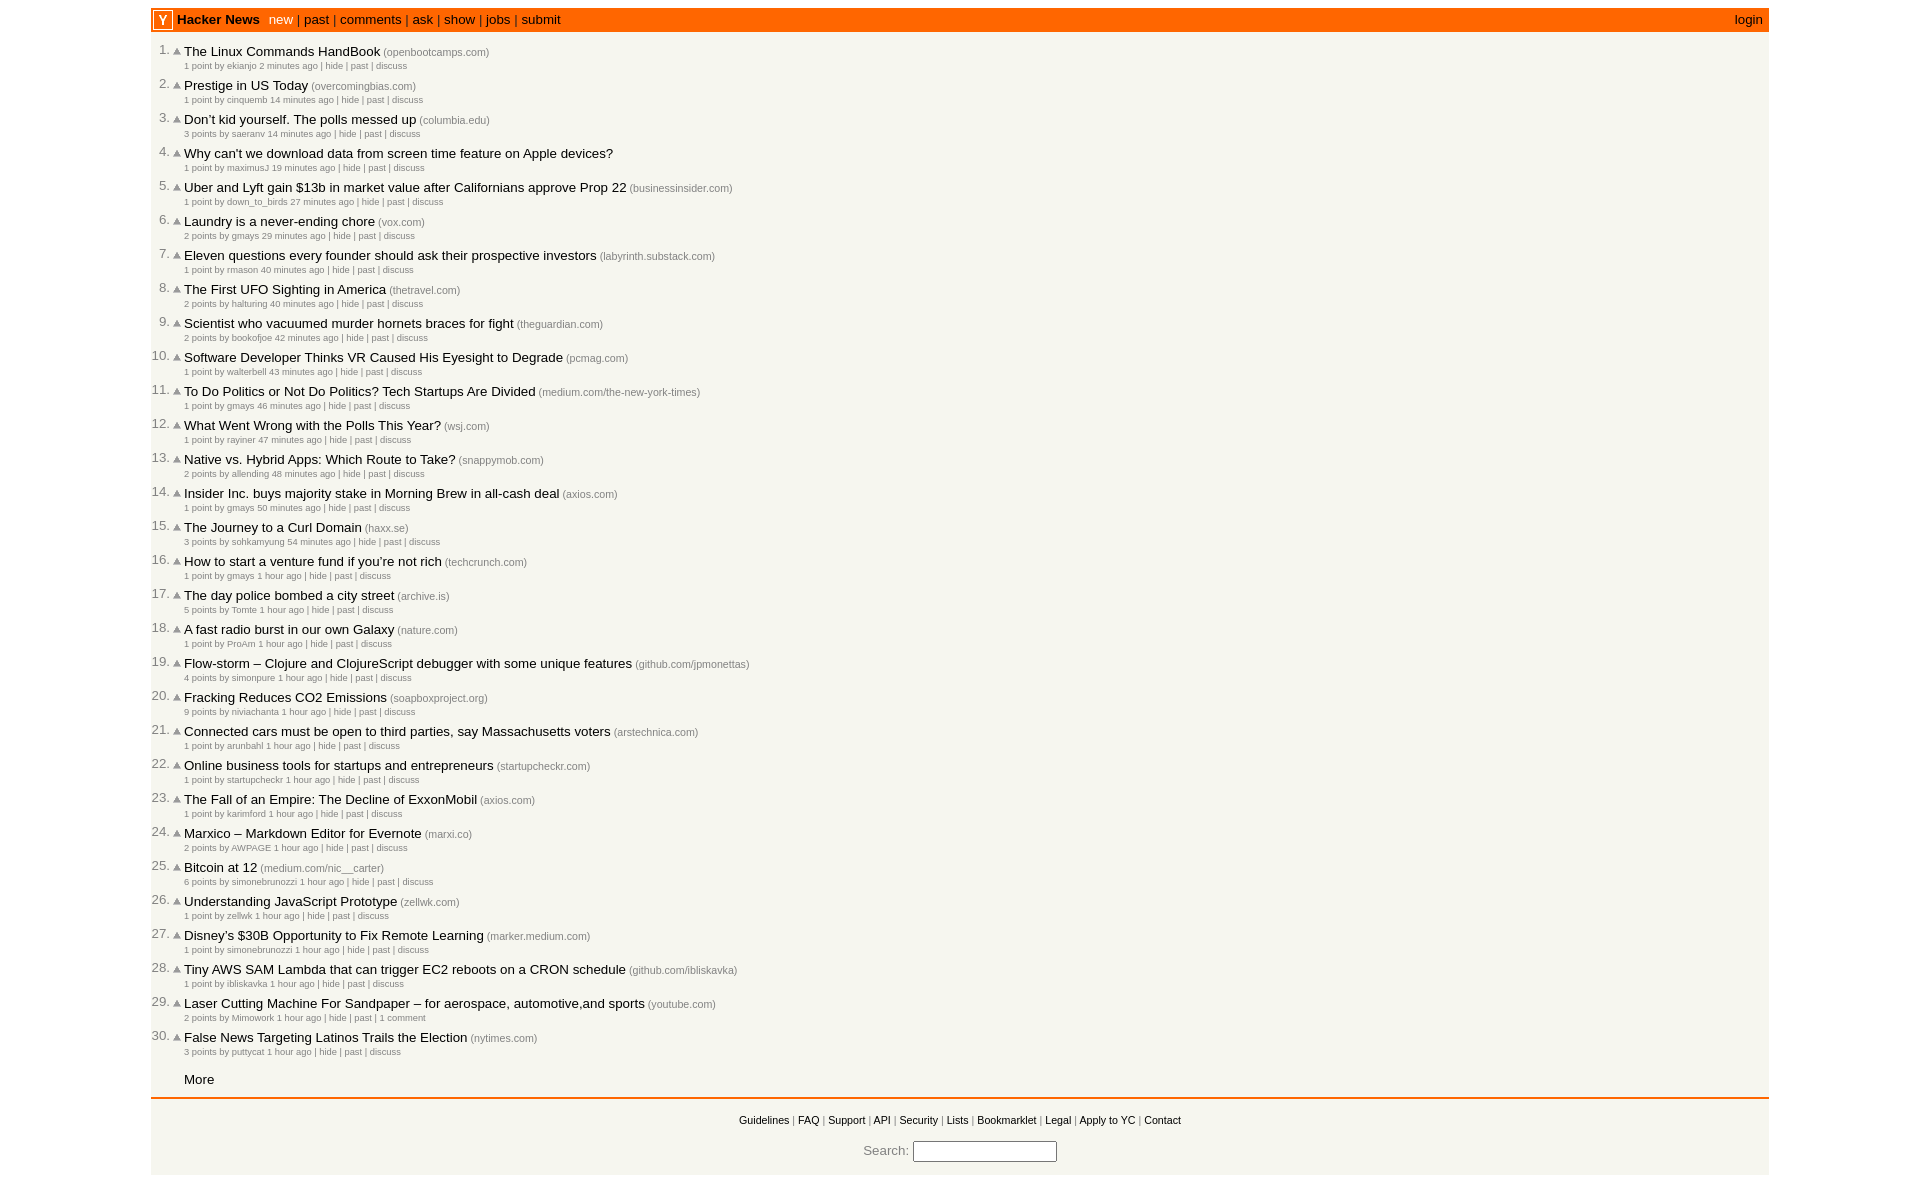 Y Hacker News new | past | comments | ask | show | jobs | submit login
1. The Linux Commands HandBook (openbootcamps.com)
1 point by ekianjo 2 minutes ago | hide | past | discuss
2. Prestige in US Today (overcomingbias.com)
1 point by cinquemb 14 minutes ago | hide | past | discuss
3. Don’t kid yourself. The polls messed up (columbia.edu)
3 points by saeranv 14 minutes ago | hide | past | discuss
4. Why can't we download data from screen time feature on Apple devices?
1 point by maximusJ 19 minutes ago | hide | past | discuss
5. Uber and Lyft gain $13b in market value after Californians approve Prop 22 (businessinsider.com)
1 point by down_to_birds 27 minutes ago | hide | past | discuss
6. Laundry is a never-ending chore (vox.com)
2 points by gmays 29 minutes ago | hide | past | discuss
7. Eleven questions every founder should ask their prospective investors (labyrinth.substack.com)
1 point by rmason 40 minutes ago | hide | past | discuss
8. The First UFO Sighting in America (thetravel.com)
2 points by halturing 40 minutes ago | hide | past | discuss
9. Scientist who vacuumed murder hornets braces for fight (theguardian.com)
2 points by bookofjoe 42 minutes ago | hide | past | discuss
10. Software Developer Thinks VR Caused His Eyesight to Degrade (pcmag.com)
1 point by walterbell 43 minutes ago | hide | past | discuss
11. To Do Politics or Not Do Politics? Tech Startups Are Divided (medium.com/the-new-york-times)
1 point by gmays 46 minutes ago | hide | past | discuss
12. What Went Wrong with the Polls This Year? (wsj.com)
1 point by rayiner 47 minutes ago | hide | past | discuss
13. Native vs. Hybrid Apps: Which Route to Take? (snappymob.com)
2 points by allending 48 minutes ago | hide | past | discuss
14. Insider Inc. buys majority stake in Morning Brew in all-cash deal (axios.com)
1 point by gmays 50 minutes ago | hide | past | discuss
15. The Journey to a Curl Domain (haxx.se)
3 points by sohkamyung 54 minutes ago | hide | past | discuss
16. How to start a venture fund if you’re not rich (techcrunch.com)
1 point by gmays 1 hour ago | hide | past | discuss
17. The day police bombed a city street (archive.is)
5 points by Tomte 1 hour ago | hide | past | discuss
18. A fast radio burst in our own Galaxy (nature.com)
1 point by ProAm 1 hour ago | hide | past | discuss
19. Flow-storm – Clojure and ClojureScript debugger with some unique features (github.com/jpmonettas)
4 points by simonpure 1 hour ago | hide | past | discuss
20. Fracking Reduces CO2 Emissions (soapboxproject.org)
9 points by niviachanta 1 hour ago | hide | past | discuss
21. Connected cars must be open to third parties, say Massachusetts voters (arstechnica.com)
1 point by arunbahl 1 hour ago | hide | past | discuss
22. Online business tools for startups and entrepreneurs (startupcheckr.com)
1 point by startupcheckr 1 hour ago | hide | past | discuss
23. The Fall of an Empire: The Decline of ExxonMobil (axios.com)
1 point by karimford 1 hour ago | hide | past | discuss
24. Marxico – Markdown Editor for Evernote (marxi.co)
2 points by AWPAGE 1 hour ago | hide | past | discuss
25. Bitcoin at 12 (medium.com/nic__carter)
6 points by simonebrunozzi 1 hour ago | hide | past | discuss
26. Understanding JavaScript Prototype (zellwk.com)
1 point by zellwk 1 hour ago | hide | past | discuss
27. Disney’s $30B Opportunity to Fix Remote Learning (marker.medium.com)
1 point by simonebrunozzi 1 hour ago | hide | past | discuss
28. Tiny AWS SAM Lambda that can trigger EC2 reboots on a CRON schedule (github.com/ibliskavka)
1 point by ibliskavka 1 hour ago | hide | past | discuss
29. Laser Cutting Machine For Sandpaper – for aerospace, automotive,and sports (youtube.com)
2 points by Mimowork 1 hour ago | hide | past | 1 comment
30. False News Targeting Latinos Trails the Election (nytimes.com)
3 points by puttycat 1 hour ago | hide | past | discuss
More
Guidelines | FAQ | Support | API | Security | Lists | Bookmarklet | Legal | Apply to YC | Contact
Search: